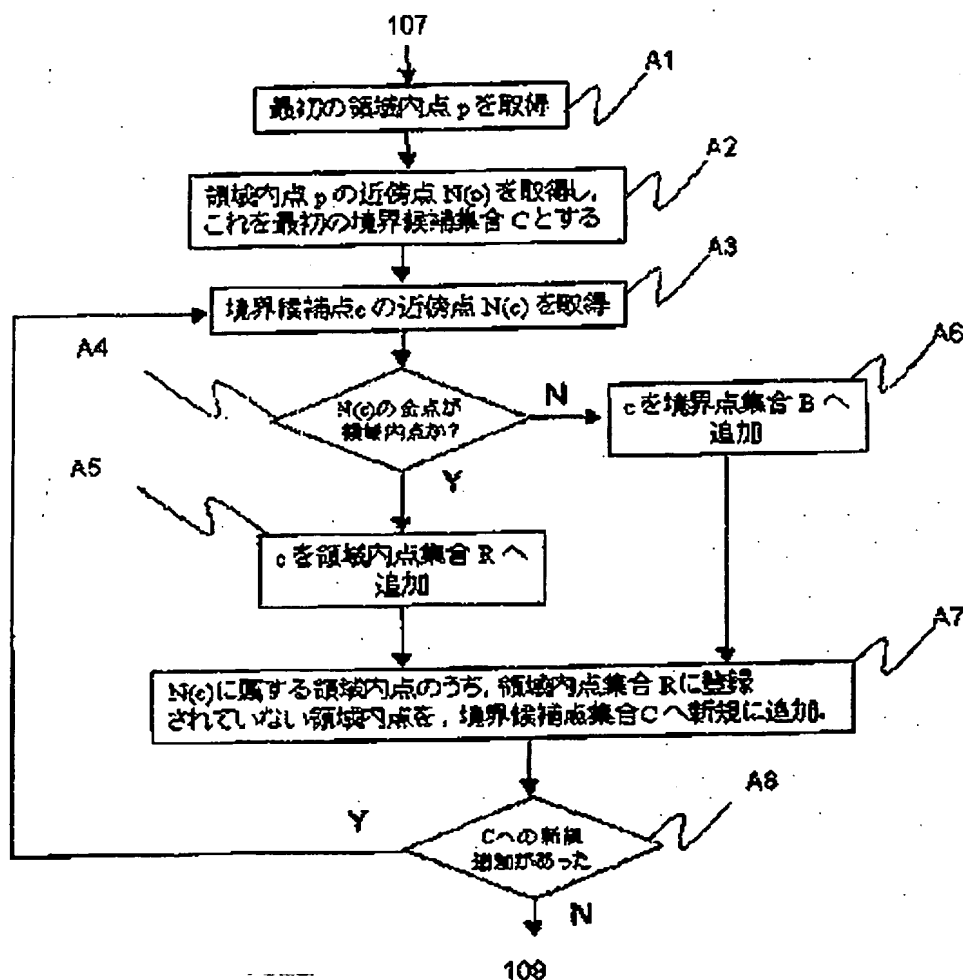 107
A1
最初の領域内点 p を取得
A2
領域内点 p の近傍点 N(p) を取得し,
これを最初の境界候補集合 C とする
A3
境界候補点c の近傍点 N(c) を取得
A4
N(c)の全点が
領域内点か?
N
A6
c を境界点集合 B へ
追加
Y
A5
c を領域内点集合 R へ
追加
A7
N(c)に属する領域内点のうち, 領域内点集合 R に登録
されていない領域内点を, 境界候補点集合 C へ新規に追加.
A8
Y
Cへの新規
追加があった
N
109